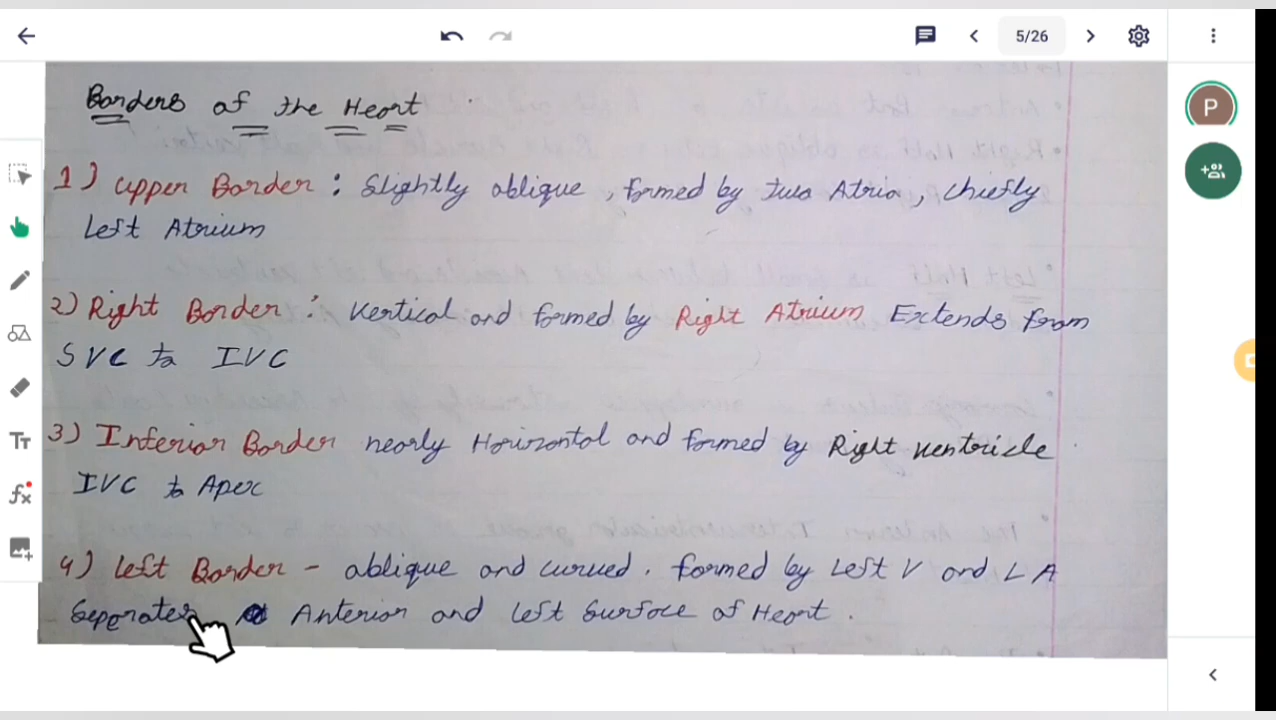 5/26
P
Borders of the Heart
1) Upper Border : Slightly oblique, formed by two Atria, Chiefly
Left Atrium
2) Right Border : Vertical and formed by Right Atrium Extends from
SVC to IVC
3) Inferior Border nearly Horizontal and formed by Right ventricle
IVC to Apex
4) Left Border - oblique and curved. formed by Left V and LA
Seperates Anterior and left Surface of Heart.
Tт
fx